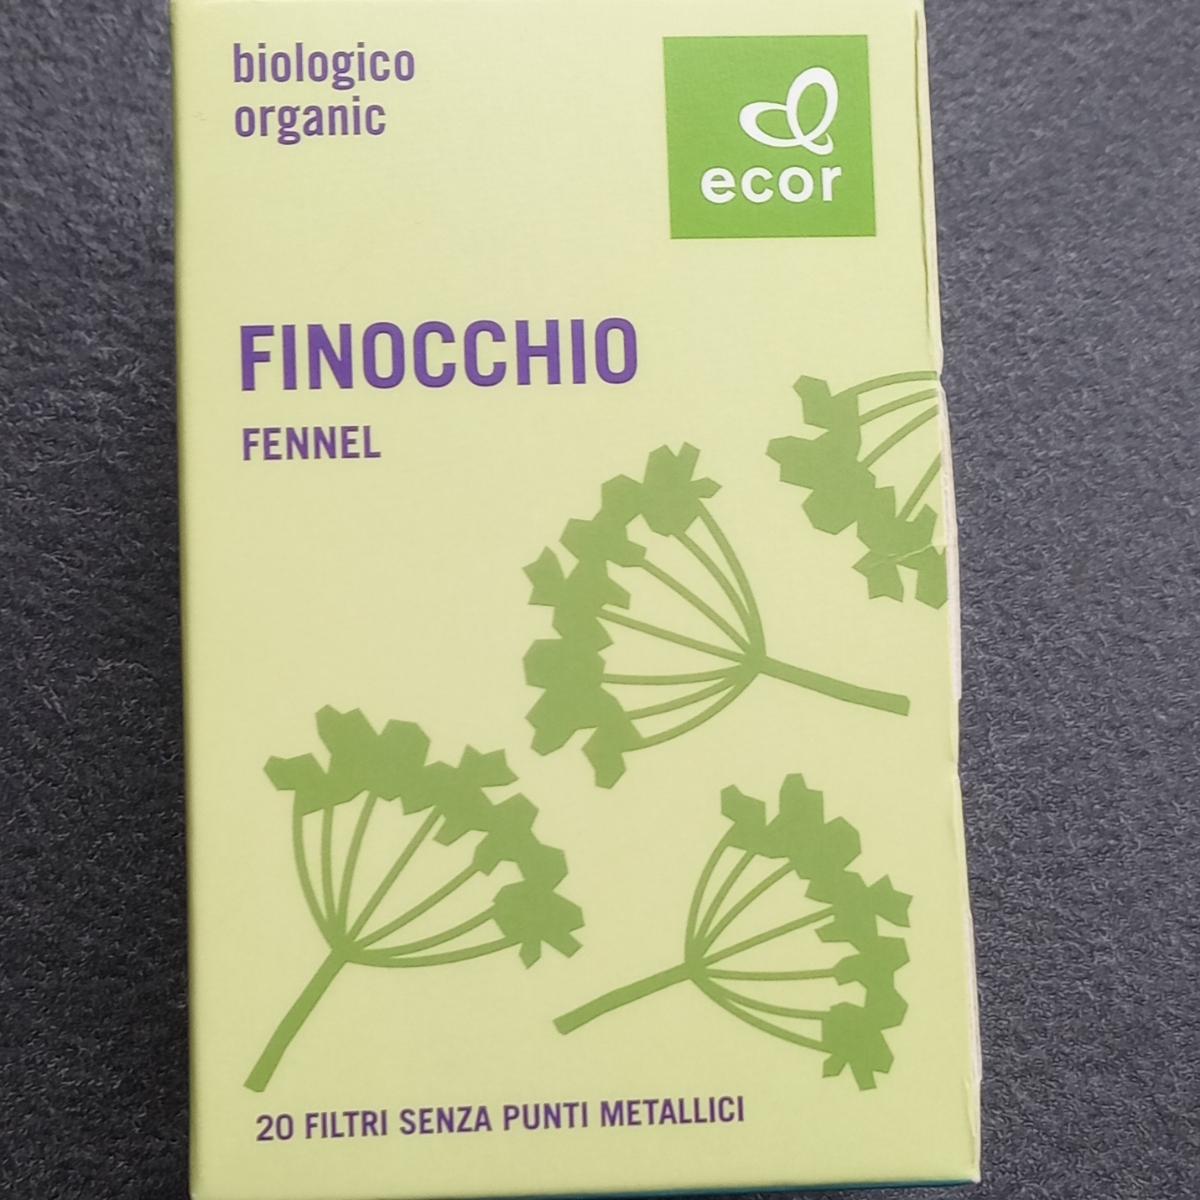 biologico
organic
ecor
FINOCCHIO
FENNEL
20 FILTRI SENZA PUNTI METALLICI